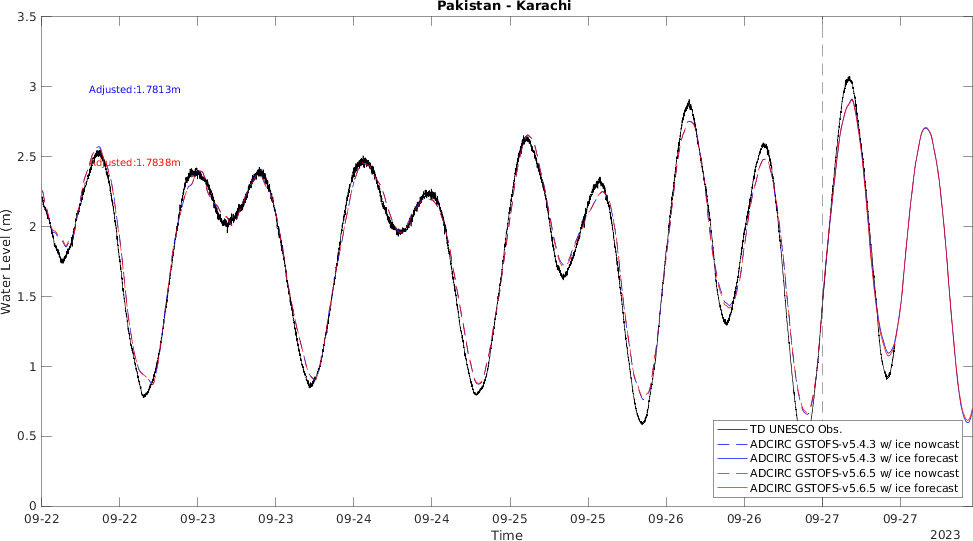 Pakistan - Karachi
3.5
3
2.5
2
1.5
1
0.5
0
Water Level (m)
Adjusted:1.7813m
Adjusted:1.7838m
TD UNESCO Obs.
ADCIRC GSTOFS-v5.4.3 w/ ice nowcast
ADCIRC GSTOFS-v5.4.3 w/ ice forecast
ADCIRC GSTOFS-v5.6.5 w/ ice nowcast
ADCIRC GSTOFS-v5.6.5 w/ ice forecast
09-22 09-22 09-23 09-23 09-24 09-24 09-25 09-25 09-26 09-26 09-27 09-27
Time
2023